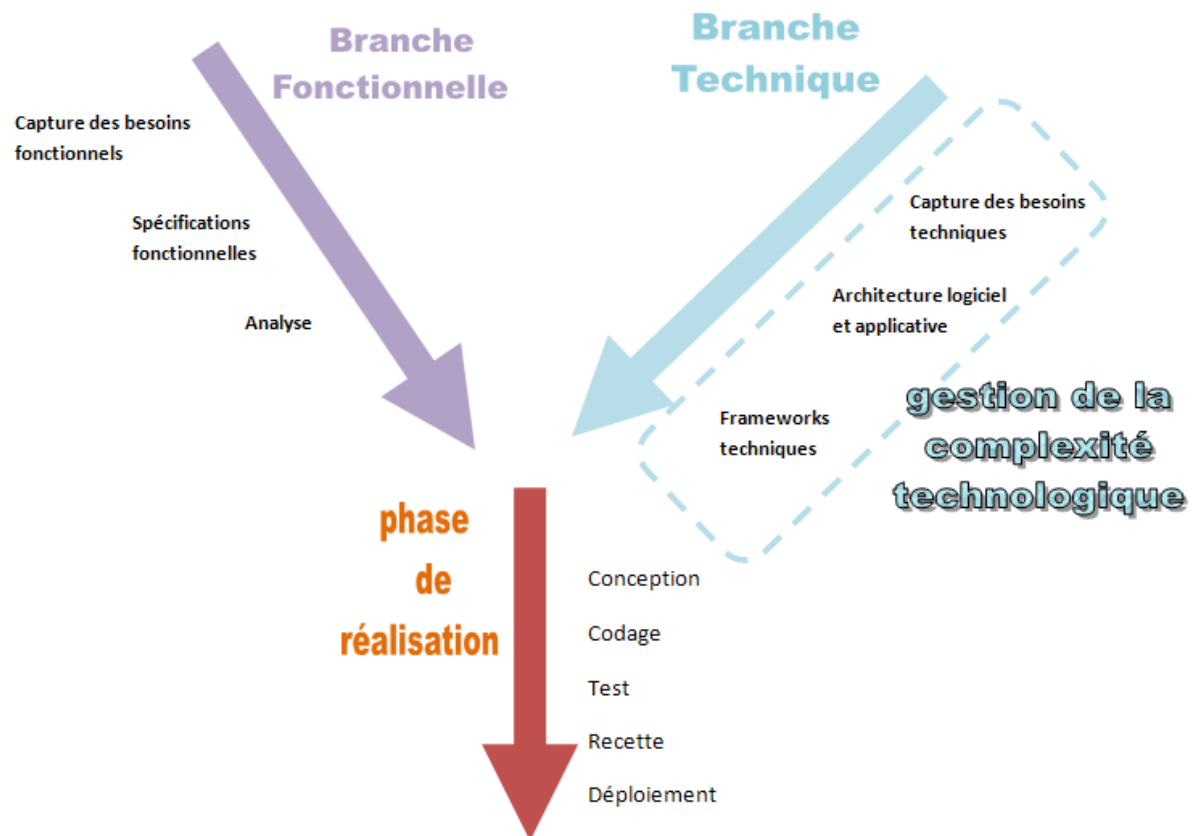 Branche
Fonctionnelle
Capture des besoins
fonctionnels
Spécifications
fonctionnelles
Analyse
Branche
Technique
Capture des besoins
techniques
Architecture logiciel
et applicative
Frameworks
techniques
gestion de la
complexité
technologique
phase
de
réalisation
Conception
Codage
Test
Recette
Déploiement